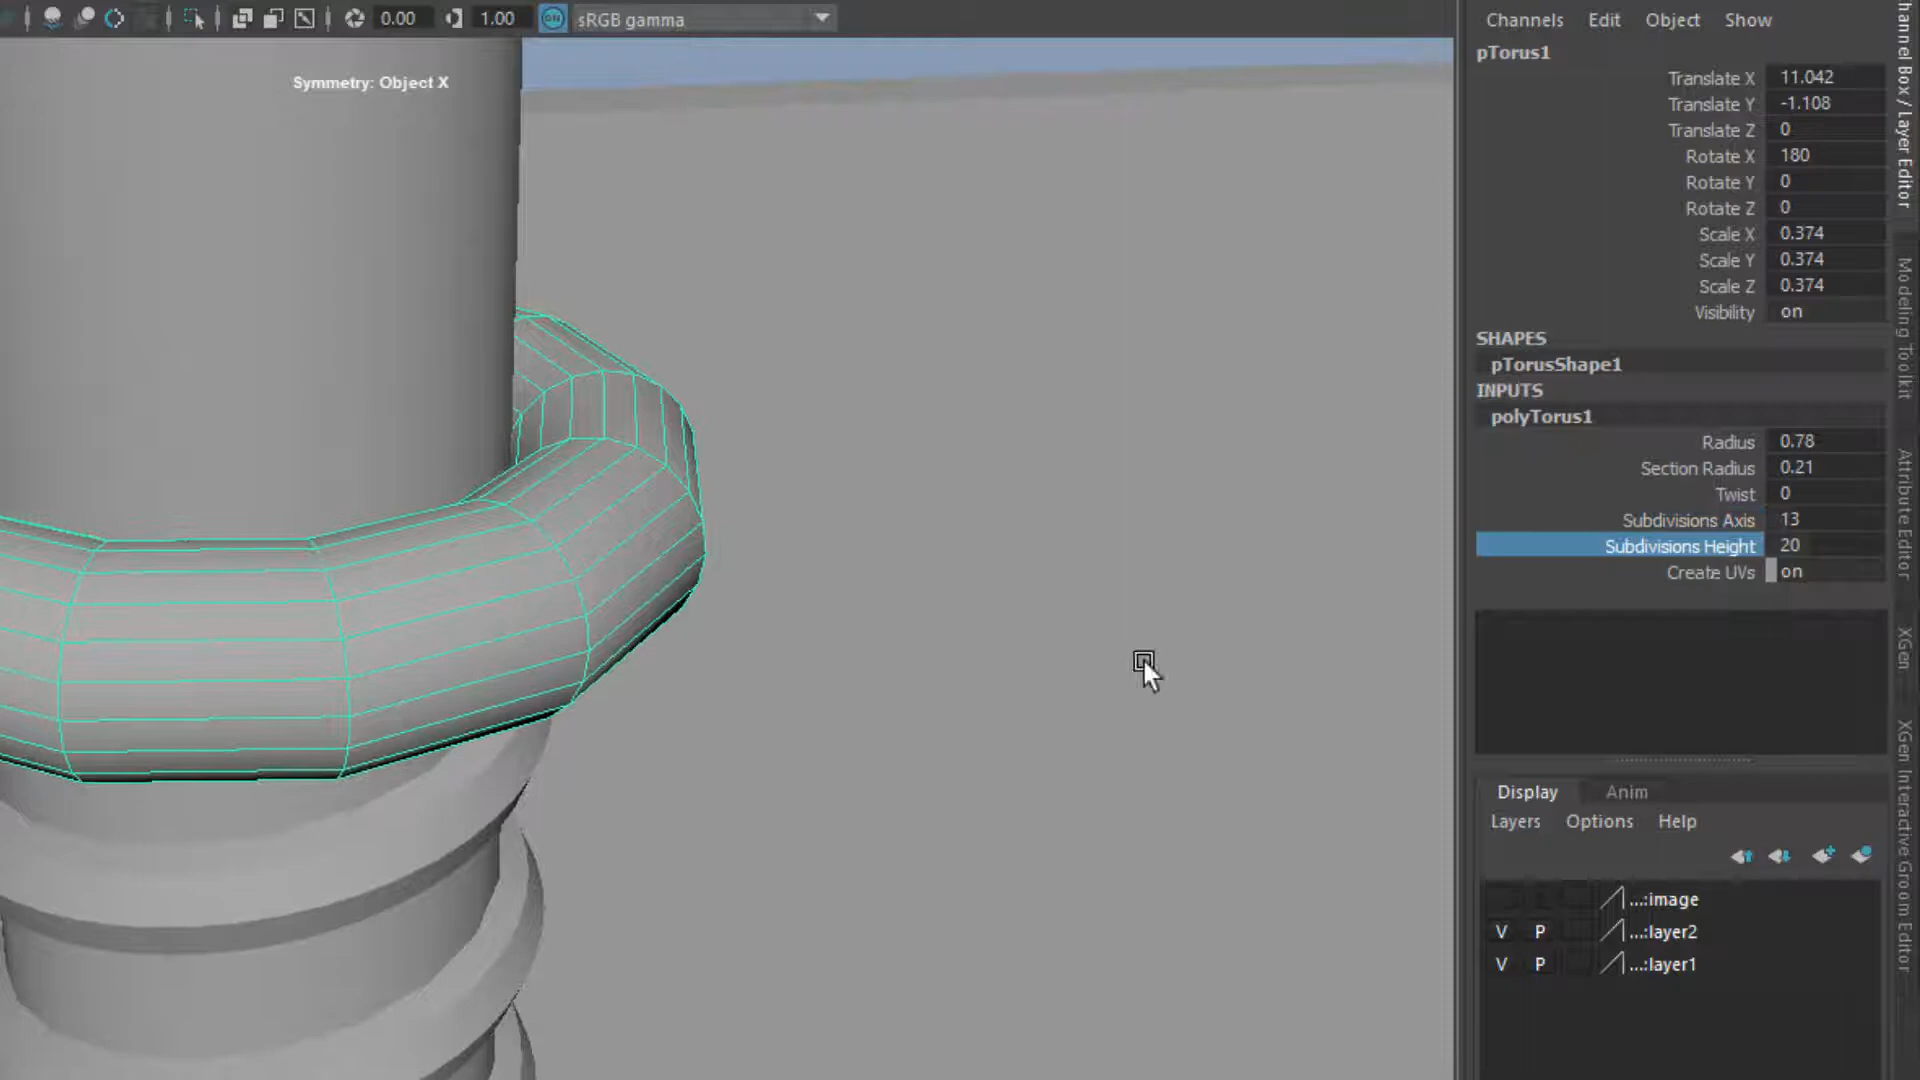 0.00
1.00
ON
sRGB gamma
Symmetry: Object X
Channels Edit Object Show
pTorus1
Translate X 11.042
Translate Y -1.108
Translate Z 0
Rotate X 180
Rotate Y 0
Rotate Z 0
Scale X 0.374
Scale Y 0.374
Scale Z 0.374
Visibility on
SHAPES
pTorusShape1
INPUTS
polyTorus1
Radius 0.78
Section Radius 0.21
Twist 0
Subdivisions Axis 13
Subdivisions Height 20
Create UVs on
Display Anim
Layers Options Help
...:image
V P ...:layer2
V P ...:layer1
Channel Box / Layer Editor
Modeling Toolkit
Attribute Editor
XGen
XGen Interactive Groom Editor